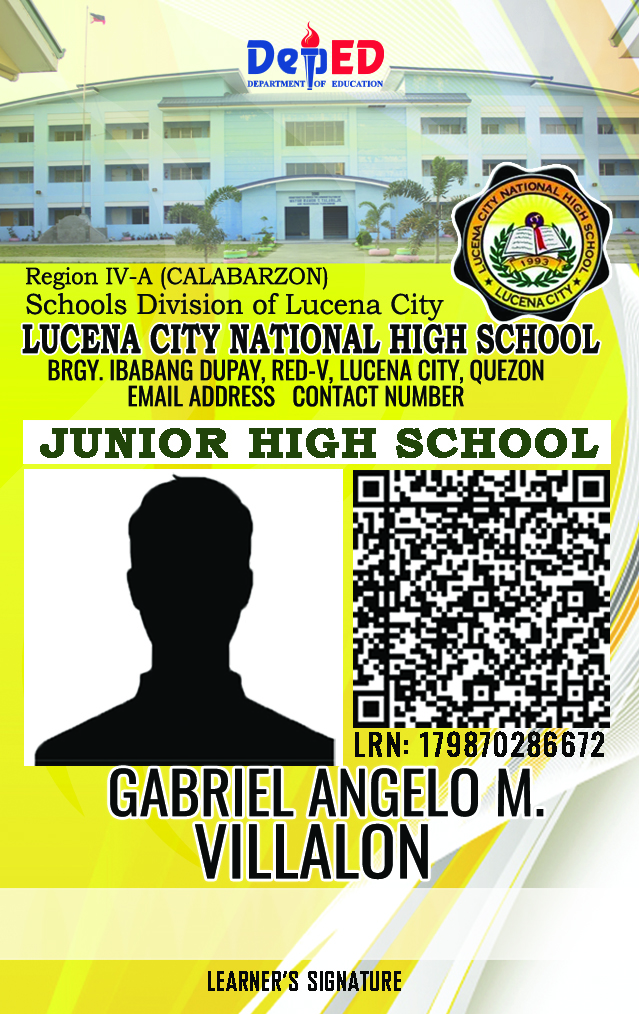 DepED
DEPARTMENT OF EDUCATION
LUCENA CITY NATIONAL HIGH SCHOOL
1993
LUCENA CITY
Region IV-A (CALABARZON)
Schools Division of Lucena City
LUCENA CITY NATIONAL HIGH SCHOOL
BRGY. IBABANG DUPAY, RED-V, LUCENA CITY, QUEZON
EMAIL ADDRESS CONTACT NUMBER
JUNIOR HIGH SCHOOL
LRN: 179870286672
GABRIEL ANGELO M.
VILLALON
LEARNER'S SIGNATURE